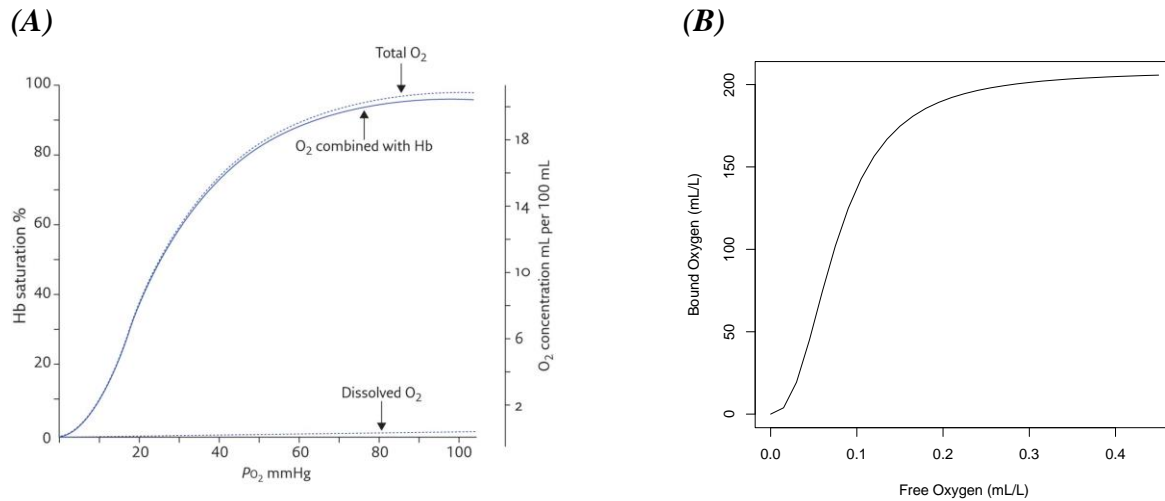 (A)
Total O₂
O₂ combined with Hb
Dissolved O₂
Hb saturation %
100
80
60
40
20
0
20
40
60
80
100
PO₂ mmHg
18
14
10
6
2
O₂ concentration mL per 100 mL
(B)
Bound Oxygen (mL/L)
200
150
100
50
0
0.0
0.1
0.2
0.3
0.4
Free Oxygen (mL/L)